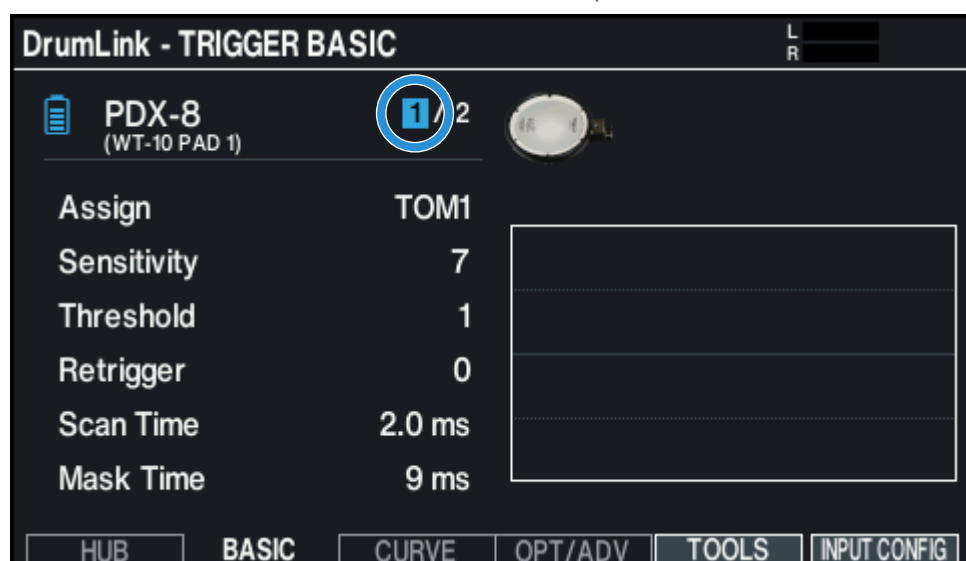 DrumLink - TRIGGER BASIC
L
R
PDX-8 1 / 2
(WT-10 PAD 1)
Assign TOM1
Sensitivity 7
Threshold 1
Retrigger 0
Scan Time 2.0 ms
Mask Time 9 ms
HUB BASIC CURVE OPT/ADV TOOLS INPUT CONFIG